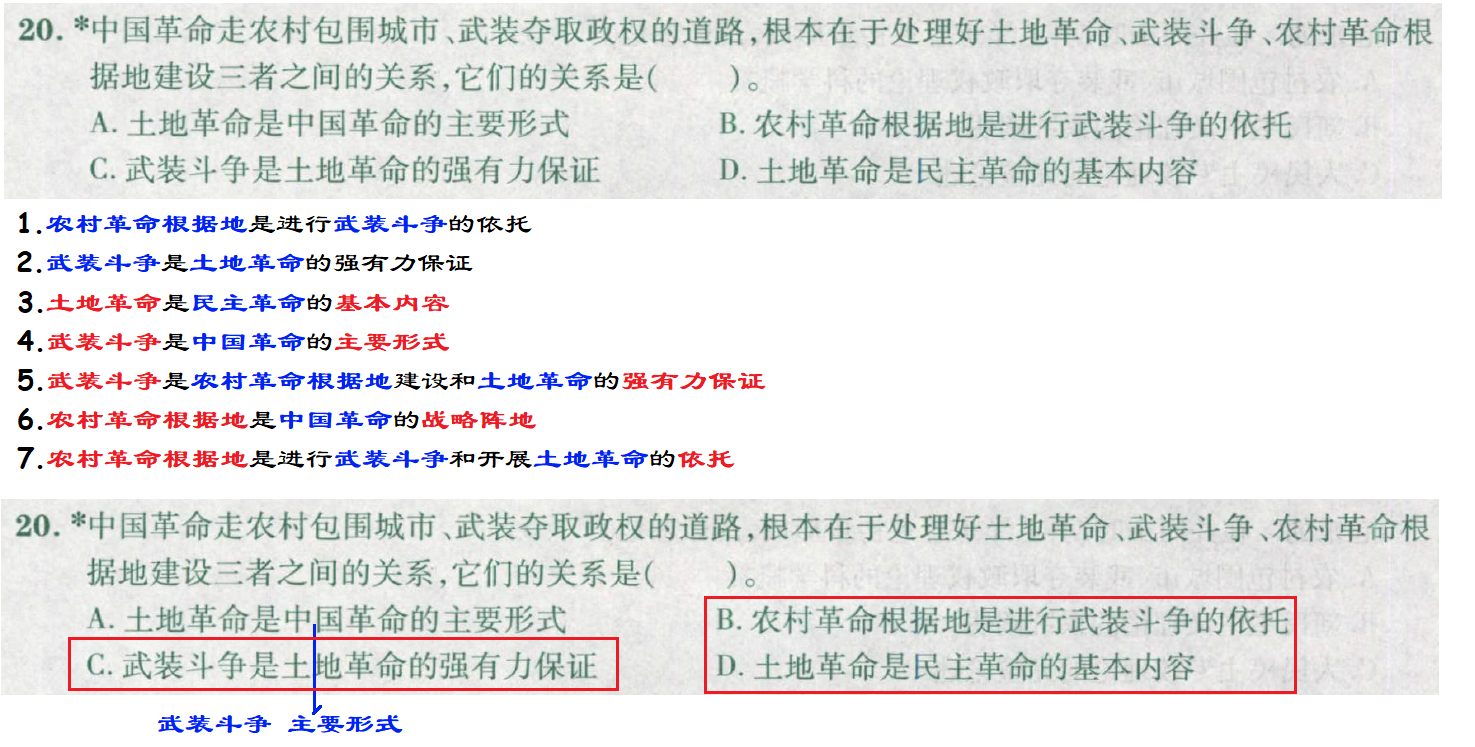 20. *中国革命走农村包围城市、武装夺取政权的道路,根本在于处理好土地革命、武装斗争、农村革命根
据地建设三者之间的关系,它们的关系是(　　)。
A. 土地革命是中国革命的主要形式　　B. 农村革命根据地是进行武装斗争的依托
C. 武装斗争是土地革命的强有力保证　　D. 土地革命是民主革命的基本内容
1.农村革命根据地是进行武装斗争的依托
2.武装斗争是土地革命的强有力保证
3.土地革命是民主革命的基本内容
4.武装斗争是中国革命的主要形式
5.武装斗争是农村革命根据地建设和土地革命的强有力保证
6.农村革命根据地是中国革命的战略阵地
7.农村革命根据地是进行武装斗争和开展土地革命的依托
20. *中国革命走农村包围城市、武装夺取政权的道路,根本在于处理好土地革命、武装斗争、农村革命根
据地建设三者之间的关系,它们的关系是(　　)。
A. 土地革命是中国革命的主要形式　　B. 农村革命根据地是进行武装斗争的依托
C. 武装斗争是土地革命的强有力保证　　D. 土地革命是民主革命的基本内容
武装斗争 主要形式